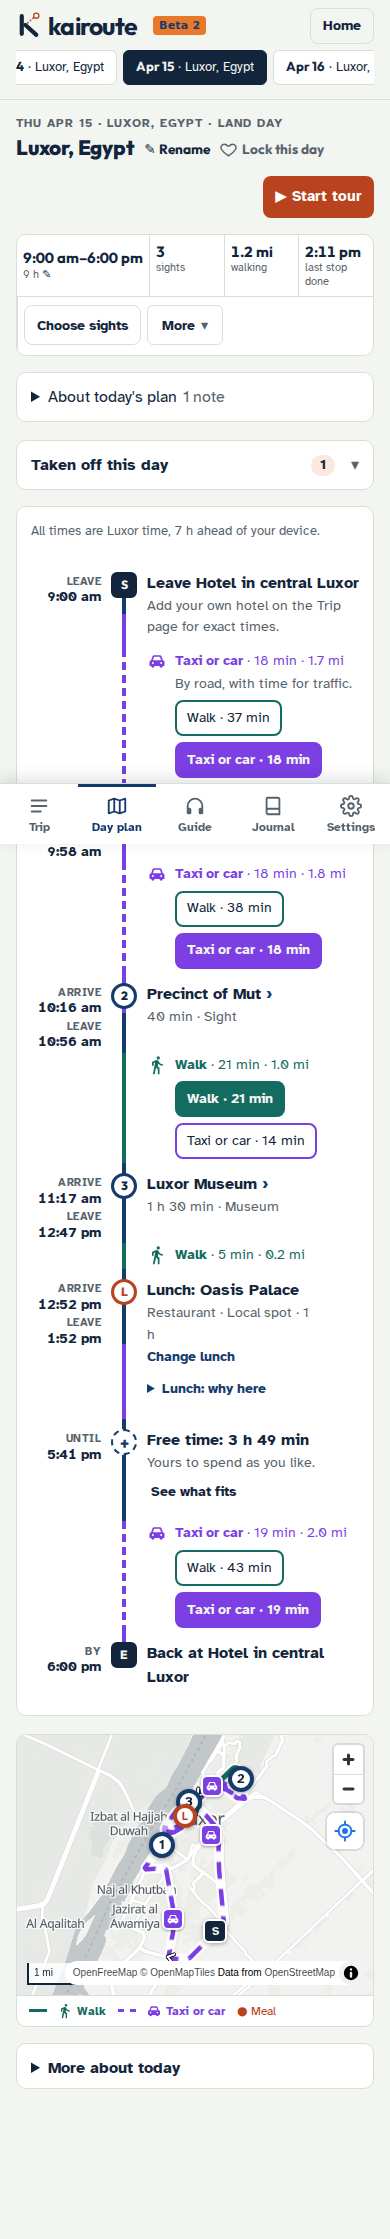 kairoute
Beta 2
Home
4 · Luxor, Egypt
Apr 15 · Luxor, Egypt
Apr 16 · Luxor,
THU APR 15 · LUXOR, EGYPT · LAND DAY
Luxor, Egypt
✎ Rename
Lock this day
▶ Start tour
9:00 am–6:00 pm
9 h ✎
3
sights
1.2 mi
walking
2:11 pm
last stop
done
Choose sights
More ▾
▶ About today's plan 1 note
Taken off this day
1
▾
All times are Luxor time, 7 h ahead of your device.
LEAVE
9:00 am
S
Leave Hotel in central Luxor
Add your own hotel on the Trip
page for exact times.
Taxi or car · 18 min · 1.7 mi
By road, with time for traffic.
Walk · 37 min
Taxi or car · 18 min
Trip
Day plan
Guide
Journal
Settings
9:58 am
Taxi or car · 18 min · 1.8 mi
Walk · 38 min
Taxi or car · 18 min
ARRIVE
10:16 am
LEAVE
10:56 am
2
Precinct of Mut ›
40 min · Sight
Walk · 21 min · 1.0 mi
Walk · 21 min
Taxi or car · 14 min
ARRIVE
11:17 am
LEAVE
12:47 pm
3
Luxor Museum ›
1 h 30 min · Museum
Walk · 5 min · 0.2 mi
ARRIVE
12:52 pm
LEAVE
1:52 pm
L
Lunch: Oasis Palace
Restaurant · Local spot · 1
h
Change lunch
▶ Lunch: why here
UNTIL
5:41 pm
+
Free time: 3 h 49 min
Yours to spend as you like.
See what fits
Taxi or car · 19 min · 2.0 mi
Walk · 43 min
Taxi or car · 19 min
BY
6:00 pm
E
Back at Hotel in central
Luxor
+
−
2
3
L
1
S
Izbat al Hajjah
Duwah
Naj al Khutba
Jazirat al
Awamiya
Al Aqalitah
1 mi
OpenFreeMap © OpenMapTiles Data from OpenStreetMap
Walk
Taxi or car
Meal
▶ More about today